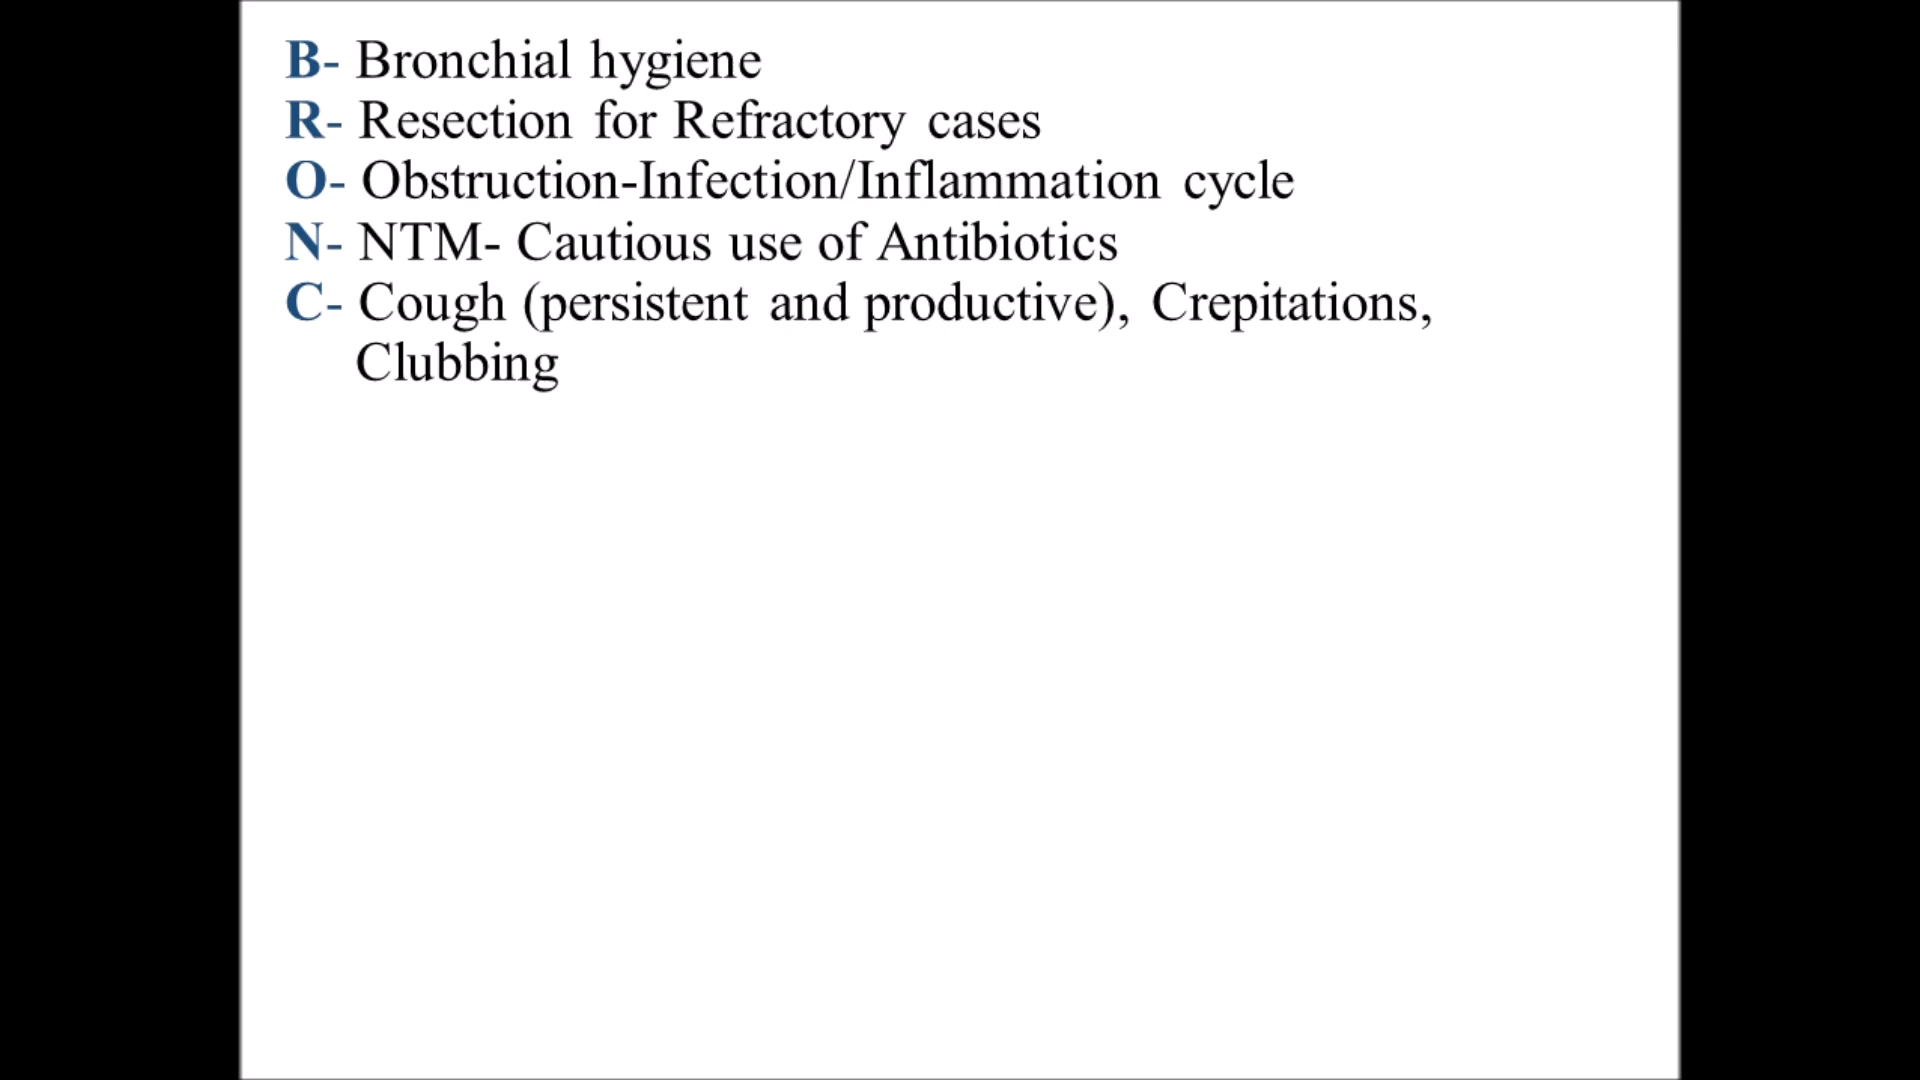 B- Bronchial hygiene
R- Resection for Refractory cases
O- Obstruction-Infection/Inflammation cycle
N- NTM- Cautious use of Antibiotics
C- Cough (persistent and productive), Crepitations,
Clubbing